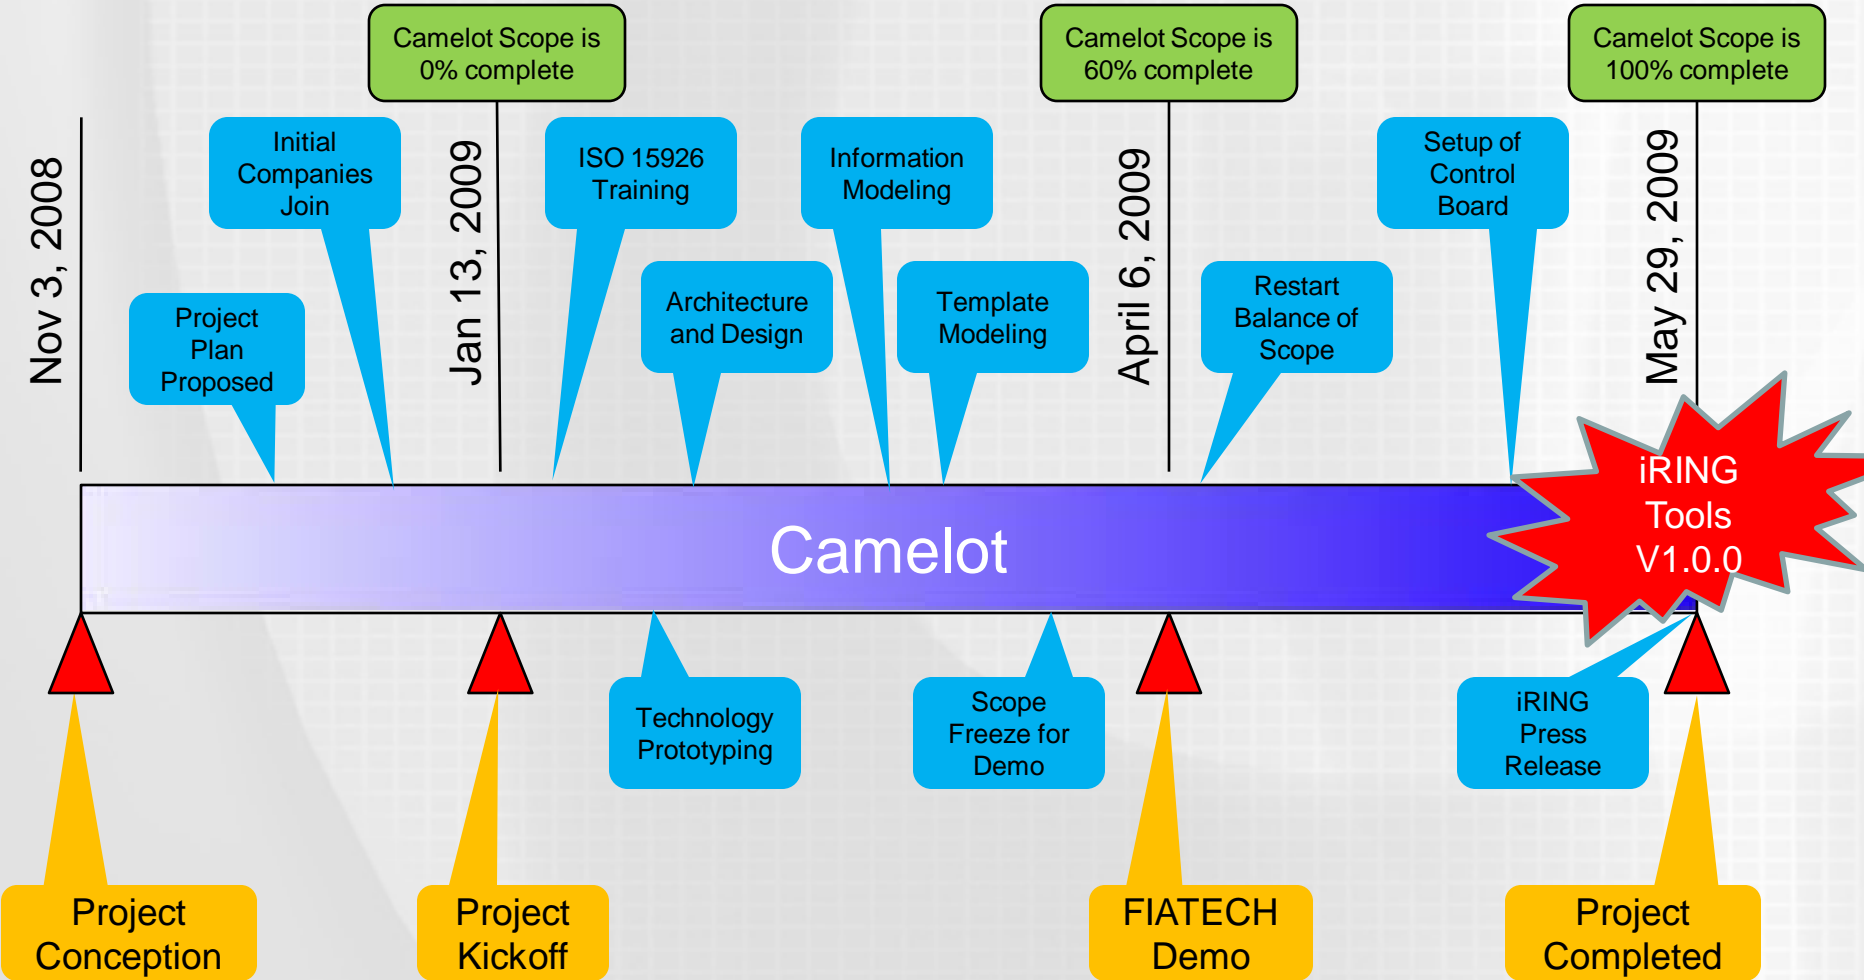 Camelot Scope is
0% complete
Camelot Scope is
60% complete
Camelot Scope is
100% complete
Nov 3, 2008
Initial
Companies
Join
Jan 13, 2009
ISO 15926
Training
Information
Modeling
April 6, 2009
Setup of
Control
Board
May 29, 2009
Project
Plan
Proposed
Architecture
and Design
Template
Modeling
Restart
Balance of
Scope
Camelot
iRING
Tools
V1.0.0
Technology
Prototyping
Scope
Freeze for
Demo
iRING
Press
Release
Project
Conception
Project
Kickoff
FIATECH
Demo
Project
Completed